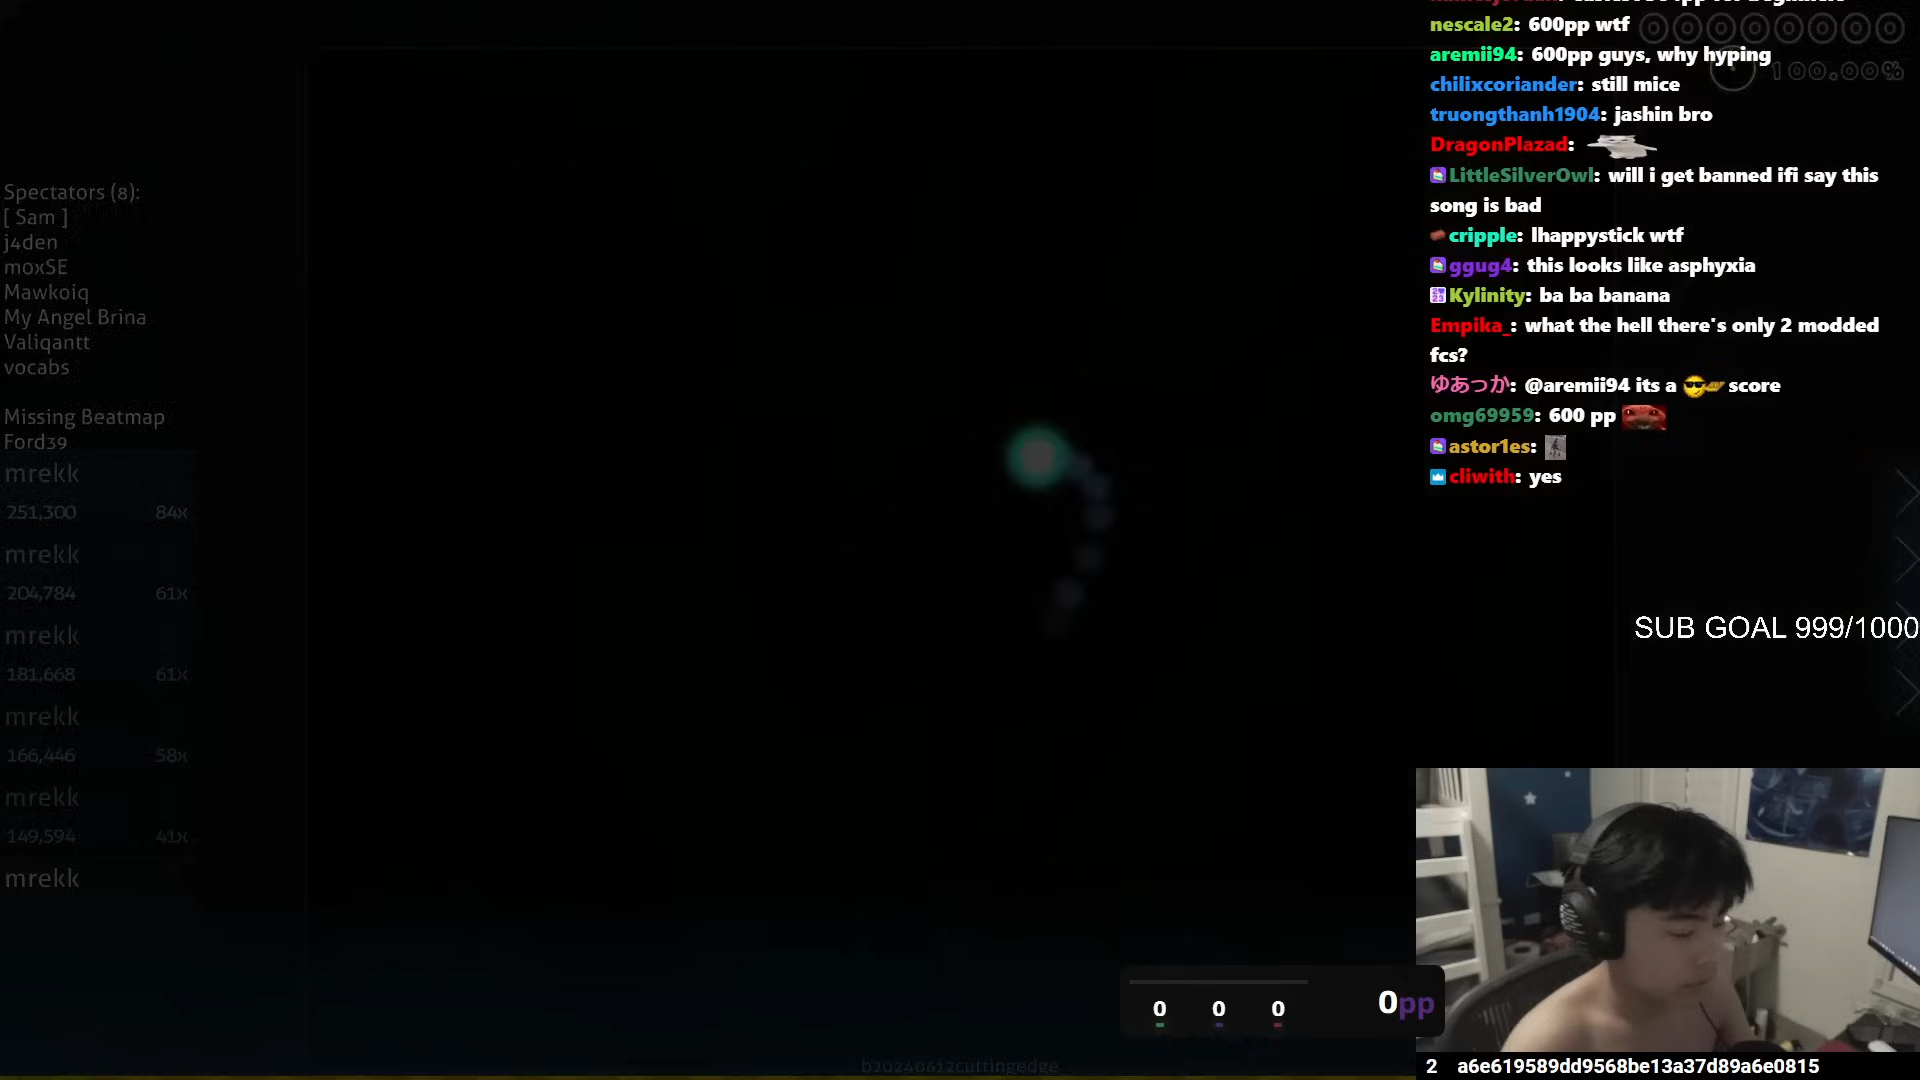 nescale2: 600pp wtf
00000000
aremii94: 600pp guys, why hyping
100.00%
chilixcoriander: still mice
truongthanh1904: jashin bro
DragonPlazad:
LittleSilverOwl: will i get banned ifi say this
song is bad
cripple: lhappystick wtf
ggug4: this looks like asphyxia
Kylinity: ba ba banana
Empika_: what the hell there's only 2 modded
fcs?
ゆあっか: @aremii94 its a score
omg69959: 600 pp
astor1es:
cliwith: yes
Spectators (8):
[ Sam ]
j4den
moxSE
Mawkoiq
My Angel Brina
Valiqantt
vocabs
Missing Beatmap
Ford39
mrekk
251,300 84x
mrekk
204,784 61x
mrekk
181,668 61x
mrekk
166,446 58x
mrekk
149,594 41x
mrekk
SUB GOAL 999/1000
0 0 0 0pp
b20240612cuttingedge
2 a6e619589dd9568be13a37d89a6e0815